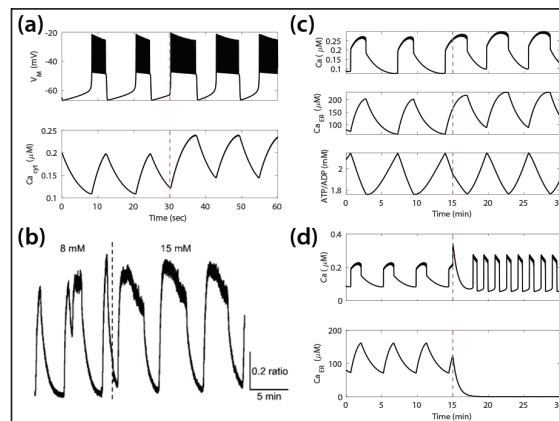 (a)
-20
-40
-60
V_M (mV)
0.25
0.2
0.15
0.1
Ca_cyt (μM)
0 10 20 30 40 50 60
Time (sec)
(b)
8 mM 15 mM
0.2 ratio
5 min
(c)
0.25
0.2
0.15
0.1
Ca (μM)
200
150
100
Ca_ER (μM)
2
1.8
ATP/ADP (mM)
0 5 10 15 20 25 30
Time (min)
(d)
0.4
0.2
0
Ca (μM)
200
100
0
Ca_ER (μM)
0 5 10 15 20 25 30
Time (min)